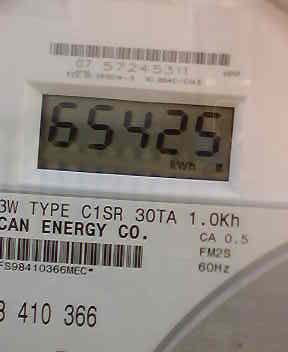 07 57245311
65425
kWh
3W TYPE C1SR 30TA 1.0Kh
CAN ENERGY CO.
CA 0.5
FM2S
60Hz
FS98410366MEC*
8 410 366